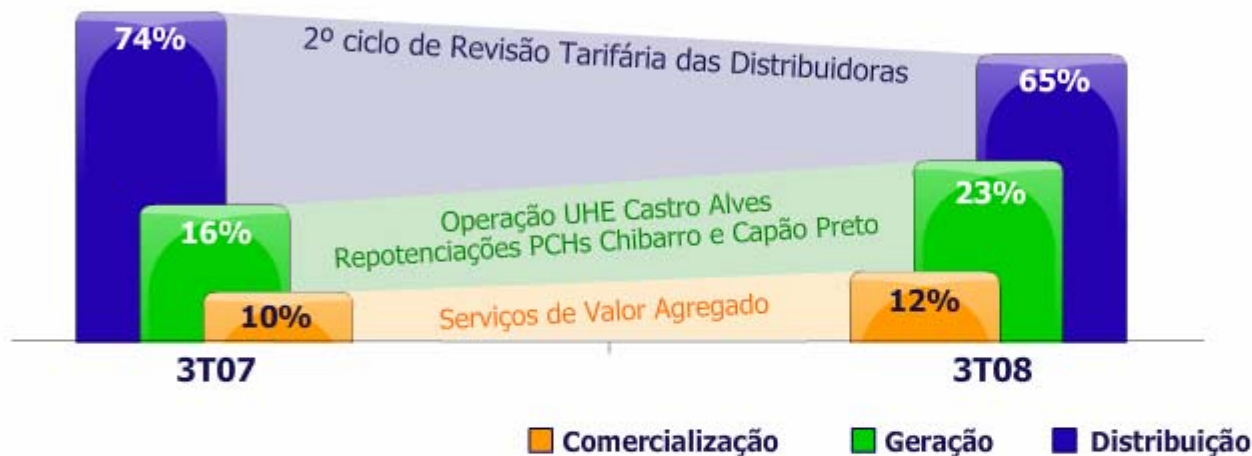 74%
2º ciclo de Revisão Tarifária das Distribuidoras
65%
16%
Operação UHE Castro Alves
Repotenciações PCHs Chibarro e Capão Preto
23%
10%
Serviços de Valor Agregado
12%
3T07
3T08
Comercialização
Geração
Distribuição